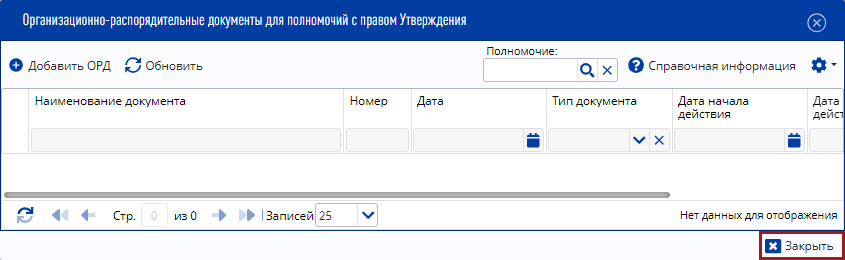 Организационно-распорядительные документы для полномочий с правом Утверждения
Полномочие:
Добавить ОРД Обновить Справочная информация
Наименование документа Номер Дата Тип документа Дата начала действия Дата дейст
Стр. 0 из 0 Записей 25 Нет данных для отображения
Закрыть